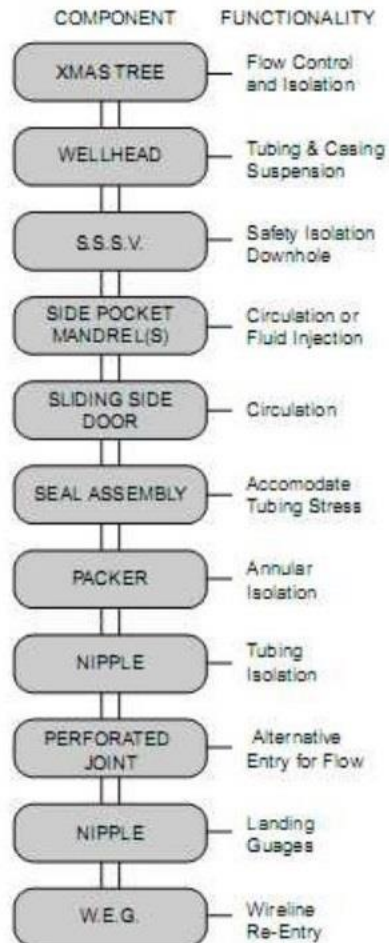 COMPONENT FUNCTIONALITY
XMAS TREE
Flow Control
and Isolation
WELLHEAD
Tubing & Casing
Suspension
S.S.S.V.
Safety Isolation
Downhole
SIDE POCKET
MANDREL(S)
Circulation or
Fluid Injection
SLIDING SIDE
DOOR
Circulation
SEAL ASSEMBLY
Accomodate
Tubing Stress
PACKER
Annular
Isolation
NIPPLE
Tubing
Isolation
PERFORATED
JOINT
Alternative
Entry for Flow
NIPPLE
Landing
Guages
W.E.G.
Wireline
Re-Entry